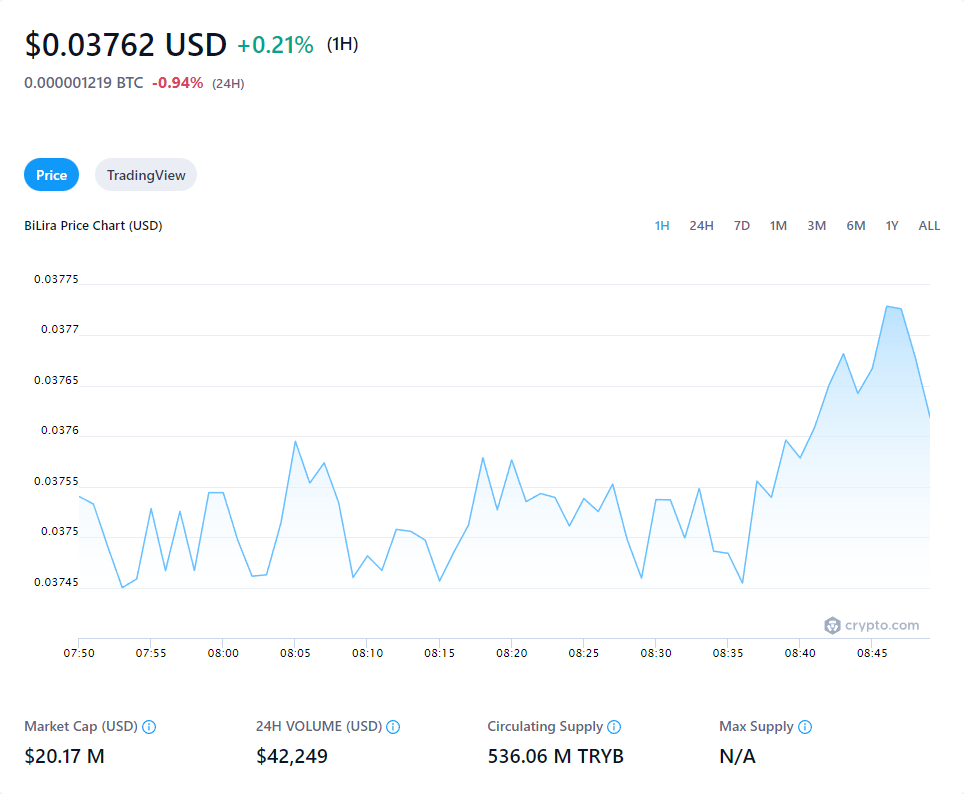 $0.03762 USD +0.21% (1H)
0.000001219 BTC -0.94% (24H)
Price TradingView
BiLira Price Chart (USD) 1H 24H 7D 1M 3M 6M 1Y ALL
0.03775
0.0377
0.03765
0.0376
0.03755
0.0375
0.03745
crypto.com
07:50 07:55 08:00 08:05 08:10 08:15 08:20 08:25 08:30 08:35 08:40 08:45
Market Cap (USD) 24H VOLUME (USD) Circulating Supply Max Supply
$20.17 M $42,249 536.06 M TRYB N/A